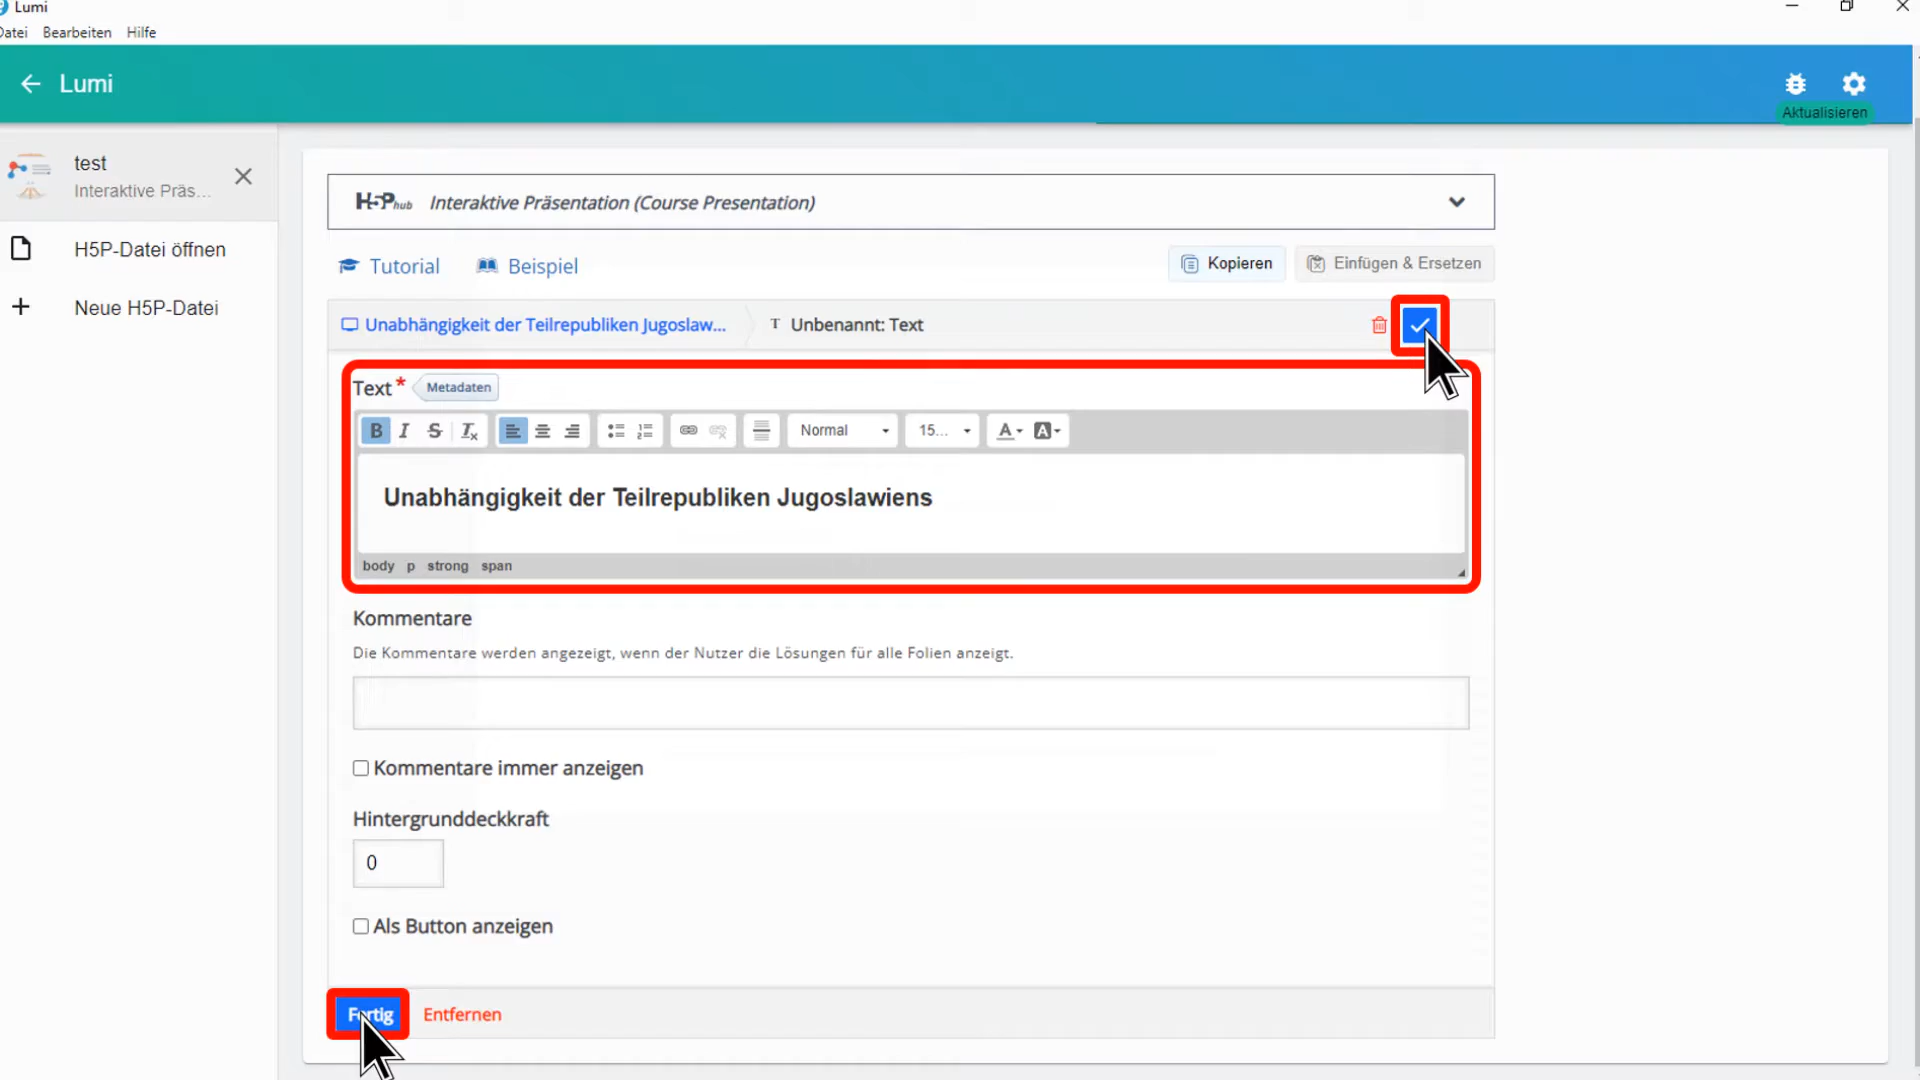 Lumi
Datei Bearbeiten Hilfe
Lumi
Aktualisieren
test
Interaktive Präs...
H5P-Datei öffnen
Neue H5P-Datei
H5Phub Interaktive Präsentation (Course Presentation)
Tutorial Beispiel Kopieren Einfügen & Ersetzen
Unabhängigkeit der Teilrepubliken Jugoslaw... T Unbenannt: Text
Text* Metadaten
B I S Tx Normal 15... A A
Unabhängigkeit der Teilrepubliken Jugoslawiens
body p strong span
Kommentare
Die Kommentare werden angezeigt, wenn der Nutzer die Lösungen für alle Folien anzeigt.
Kommentare immer anzeigen
Hintergrunddeckkraft
0
Als Button anzeigen
Fertig Entfernen